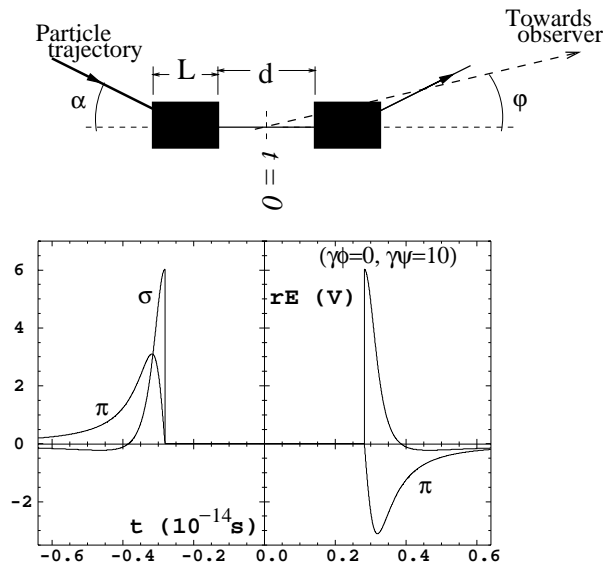 Particle
trajectory
Towards
observer
L
d
α
φ
t = 0
(γϕ=0, γψ=10)
rE (V)
σ
π
π
t (10⁻¹⁴s)
6
4
2
0
-2
-0.6
-0.4
-0.2
0.0
0.2
0.4
0.6